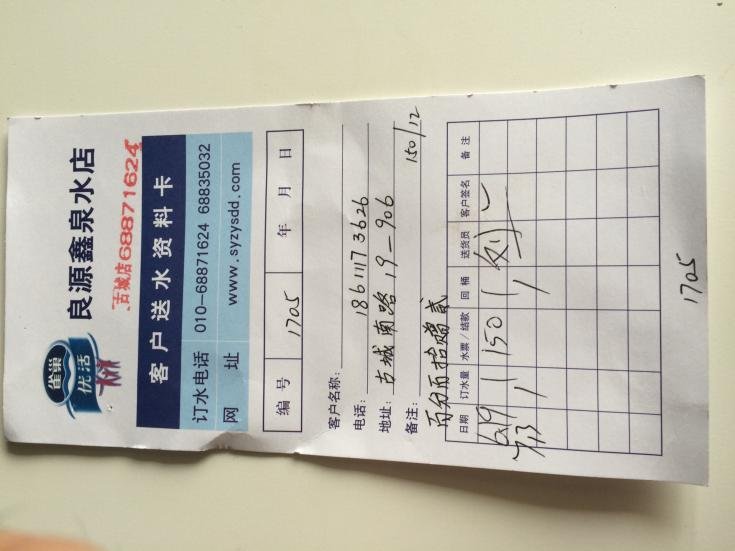 雀巢
优活
良源鑫泉水店
古城店68871624
客户送水资料卡
订水电话 010-68871624 68835032
网 址 www.syzysdd.com
编 号 1705 年 月 日
客户名称:
电话: 18611173626
地址: 古城南路19-906
备注: 150/12
日期 订水量 水票/结款 回桶 送货员 客户签名 备注
6.19 1 150 1
7.13 1 1
1705